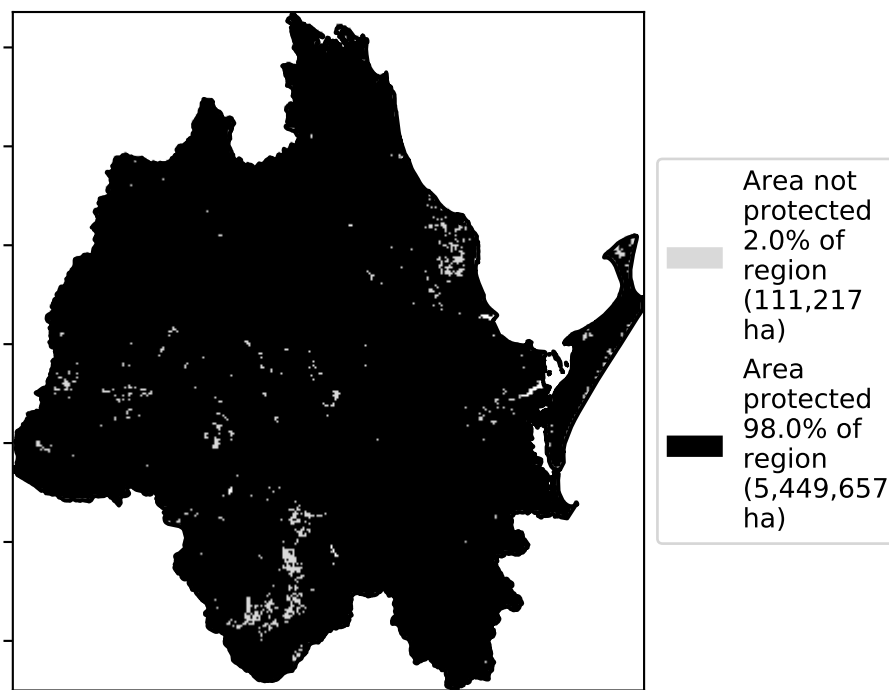 Area not
protected
2.0% of
region
(111,217
ha)
Area
protected
98.0% of
region
(5,449,657
ha)